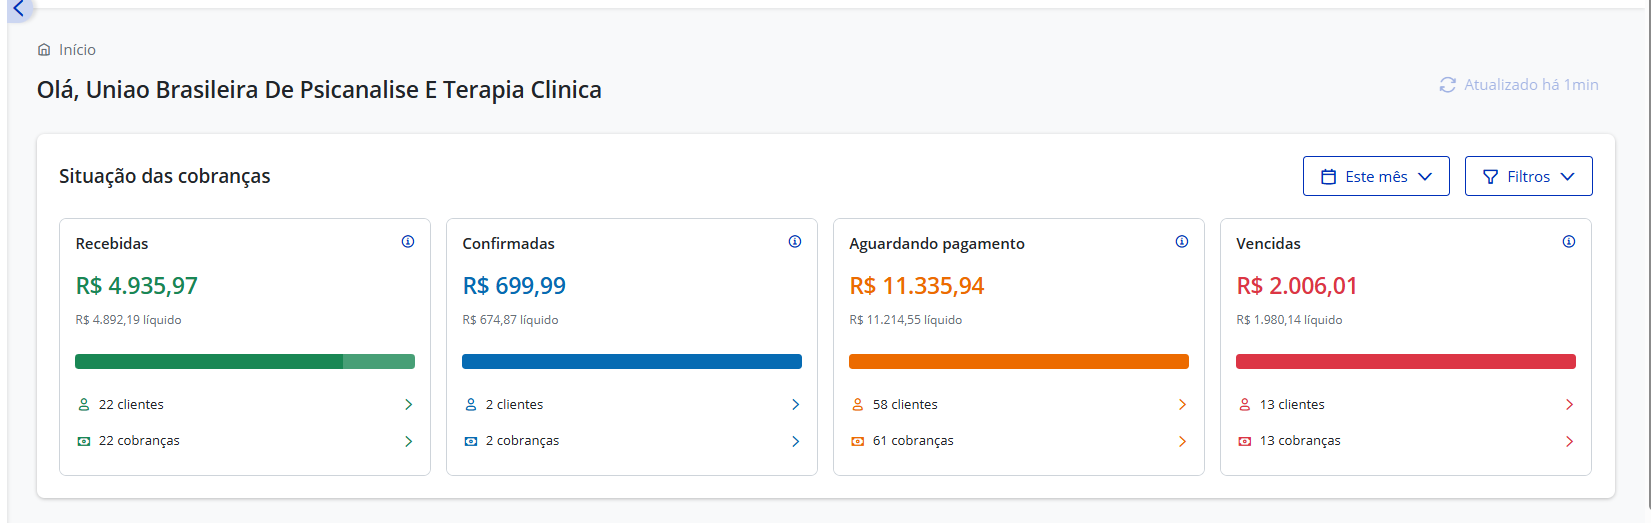 Início
Olá, Uniao Brasileira De Psicanalise E Terapia Clinica
Atualizado há 1min
Situação das cobranças
Este mês
Filtros
Recebidas
R$ 4.935,97
R$ 4.892,19 líquido
22 clientes
22 cobranças
Confirmadas
R$ 699,99
R$ 674,87 líquido
2 clientes
2 cobranças
Aguardando pagamento
R$ 11.335,94
R$ 11.214,55 líquido
58 clientes
61 cobranças
Vencidas
R$ 2.006,01
R$ 1.980,14 líquido
13 clientes
13 cobranças